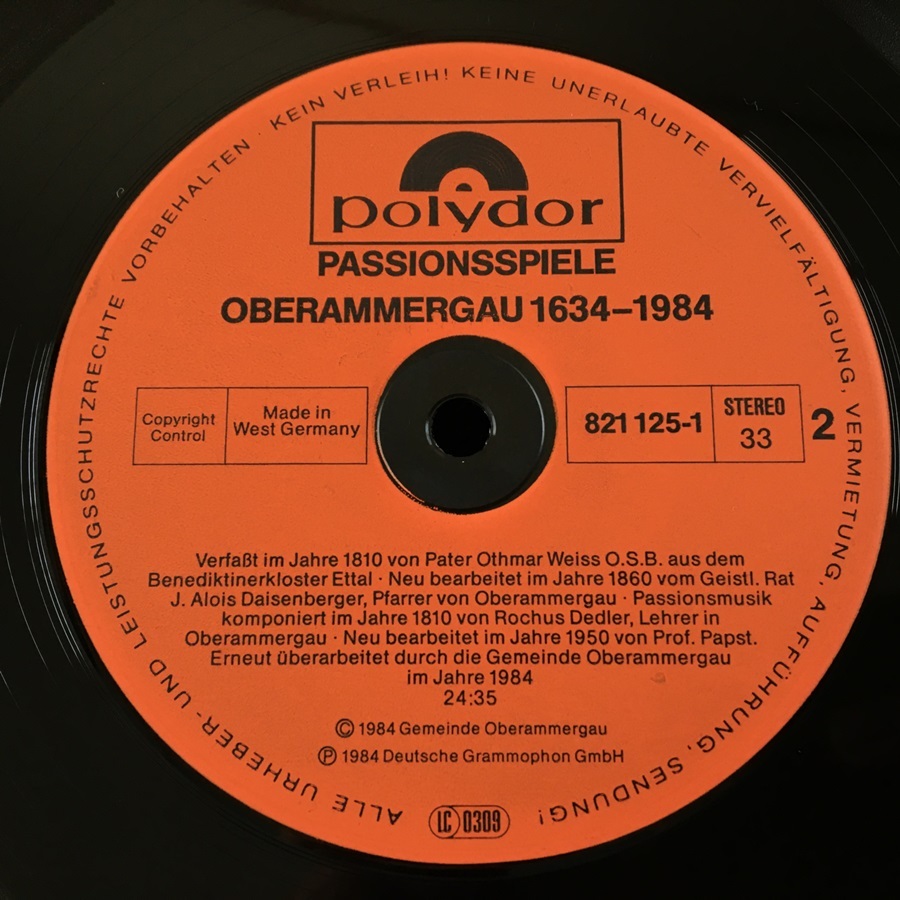 ALLE URHEBER- UND LEISTUNGSSCHUTZRECHTE VORBEHALTEN · KEIN VERLEIH! KEINE UNERLAUBTE VERVIELFÄLTIGUNG, VERMIETUNG, AUFFÜHRUNG, SENDUNG!
polydor
PASSIONSSPIELE
OBERAMMERGAU 1634–1984
Copyright
Control
Made in
West Germany
821 125-1
STEREO
33
2
Verfaßt im Jahre 1810 von Pater Othmar Weiss O.S.B. aus dem
Benediktinerkloster Ettal · Neu bearbeitet im Jahre 1860 vom Geistl. Rat
J. Alois Daisenberger, Pfarrer von Oberammergau · Passionsmusik
komponiert im Jahre 1810 von Rochus Dedler, Lehrer in
Oberammergau · Neu bearbeitet im Jahre 1950 von Prof. Papst.
Erneut überarbeitet durch die Gemeinde Oberammergau
im Jahre 1984
24:35
© 1984 Gemeinde Oberammergau
℗ 1984 Deutsche Grammophon GmbH
LC 0309